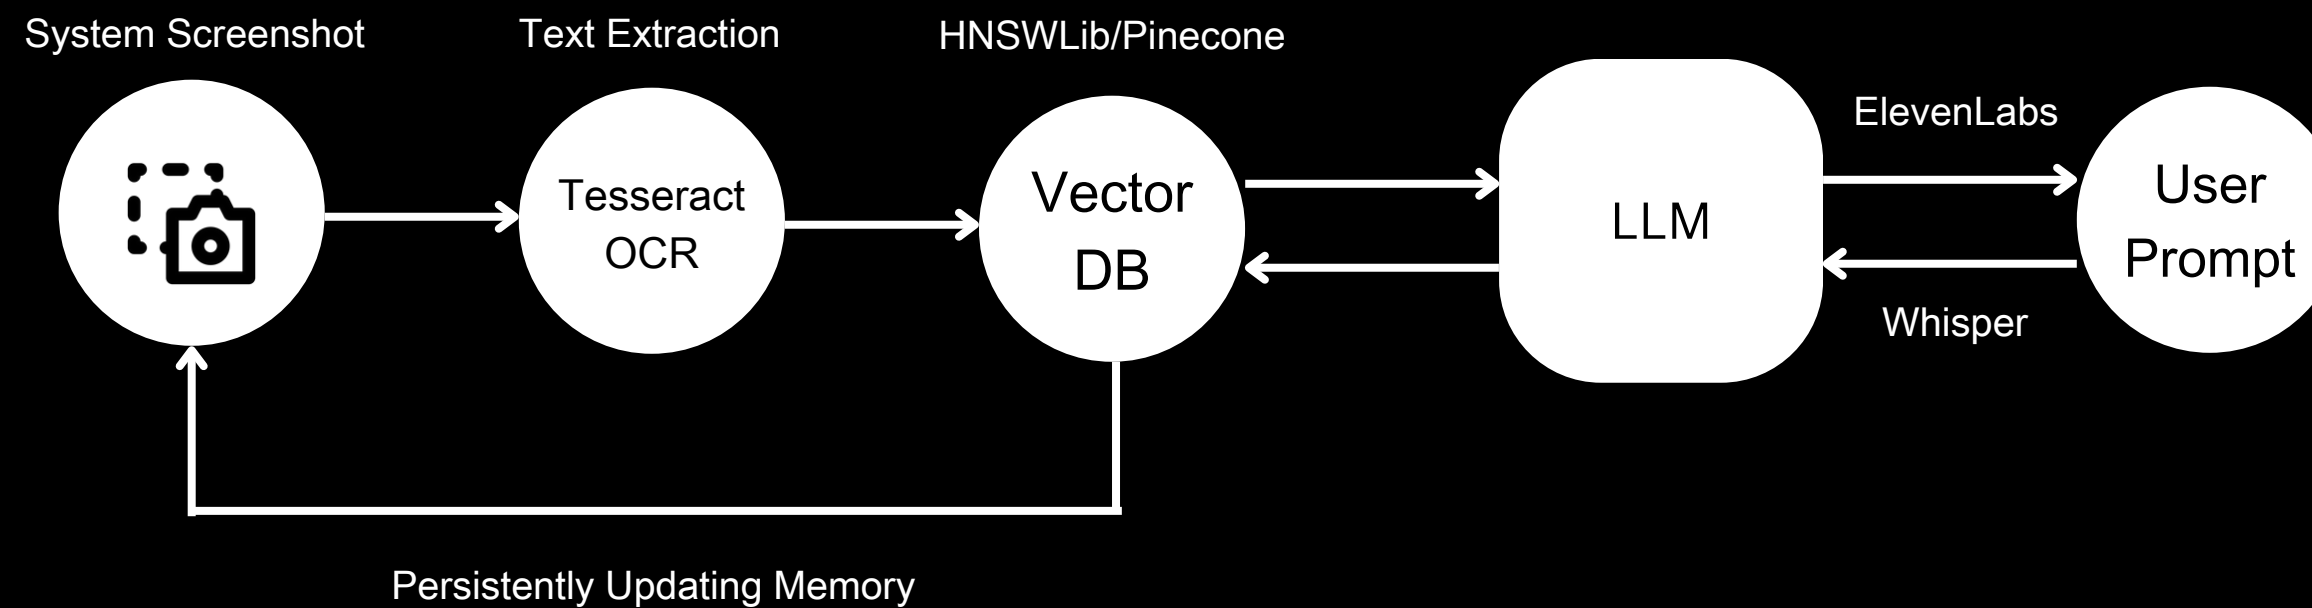 System Screenshot
Text Extraction
HNSWLib/Pinecone
Tesseract
OCR
Vector
DB
LLM
ElevenLabs
Whisper
User
Prompt
Persistently Updating Memory